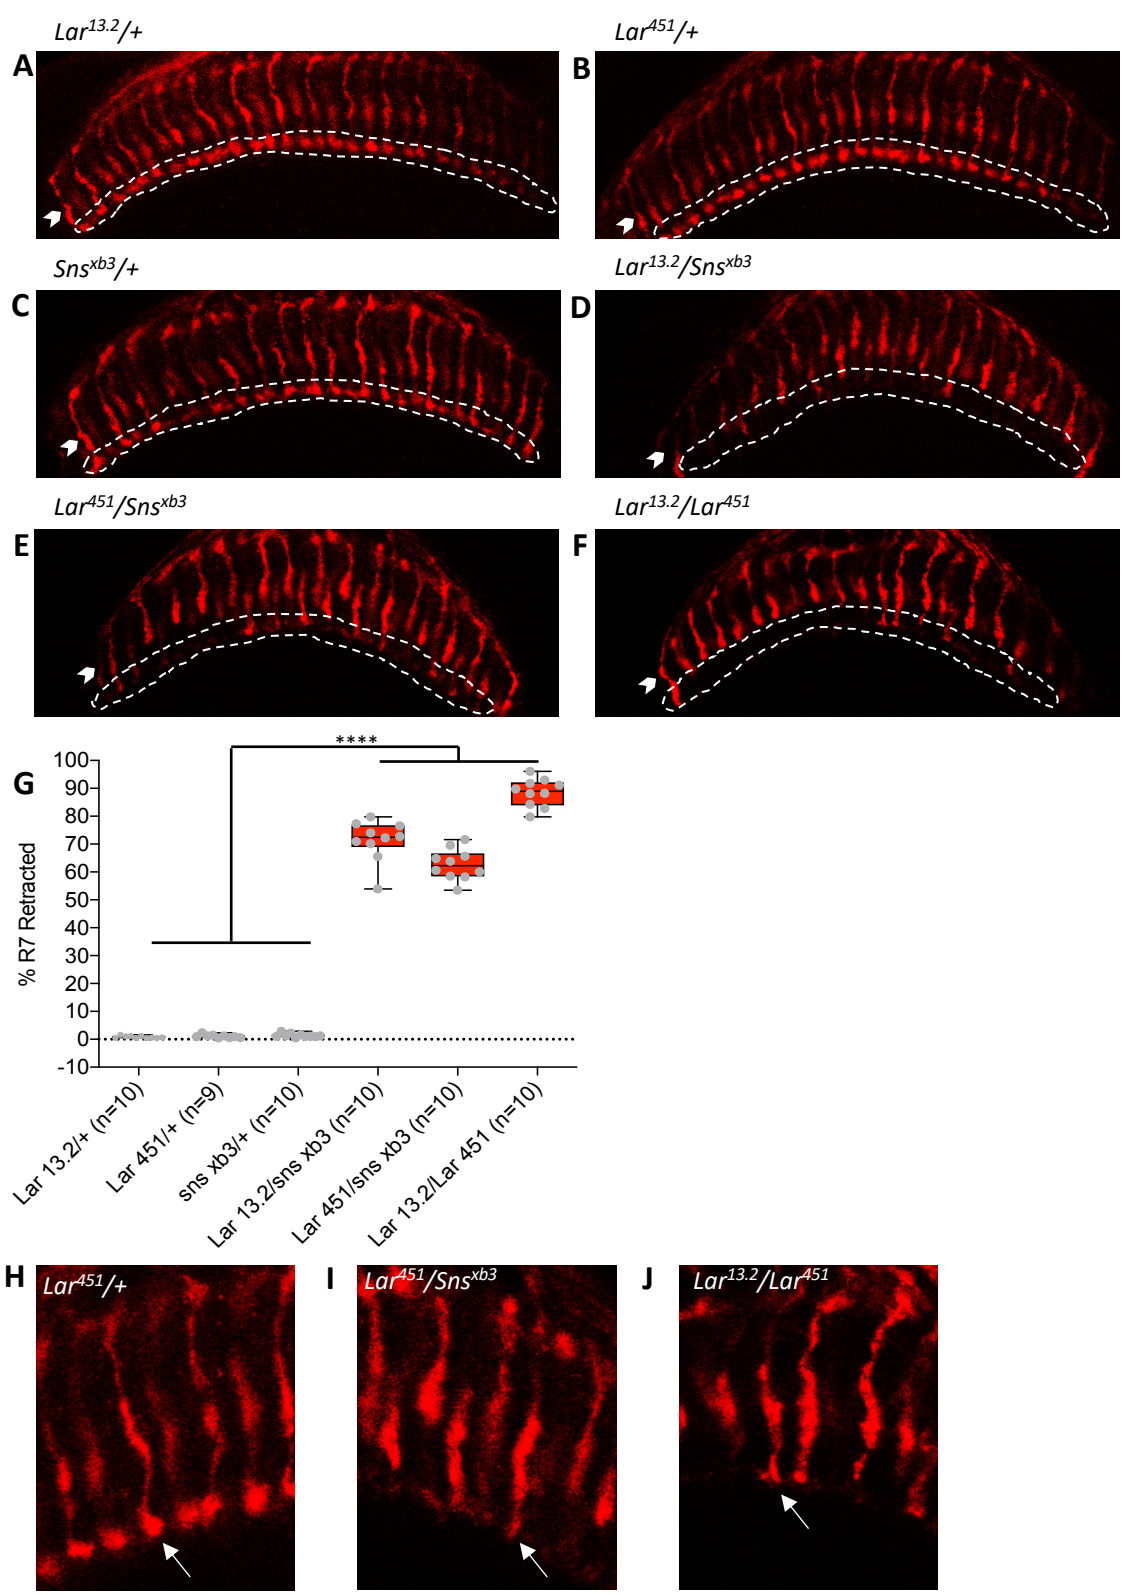 Lar13.2/+
Lar451/+
A
B
Snsxb3/+
Lar13.2/Snsxb3
C
D
Lar451/Snsxb3
Lar13.2/Lar451
E
F
G
****
% R7 Retracted
100
90
80
70
60
50
40
30
20
10
0
-10
Lar 13.2/+ (n=10)
Lar 451/+ (n=9)
sns xb3/+ (n=10)
Lar 13.2/sns xb3 (n=10)
Lar 451/sns xb3 (n=10)
Lar 13.2/Lar 451 (n=10)
H
Lar451/+
I
Lar451/Snsxb3
J
Lar13.2/Lar451